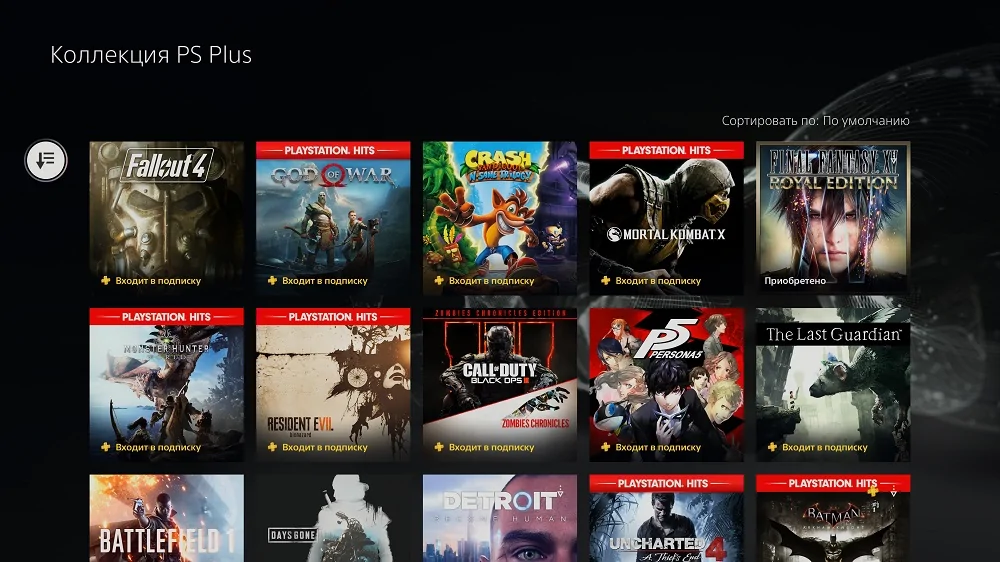 Коллекция PS Plus
Сортировать по: По умолчанию
Fallout 4
PLAYSTATION. HITS
GOD OF WAR
CRASH
BANDICOOT
N. SANE TRILOGY
PLAYSTATION. HITS
MORTAL KOMBAT X
FINAL FANTASY XV
ROYAL EDITION
Входит в подписку
Входит в подписку
Входит в подписку
Входит в подписку
Приобретено
PLAYSTATION. HITS
MONSTER HUNTER
PLAYSTATION. HITS
RESIDENT EVIL
BIOHAZARD
ZOMBIES CHRONICLES EDITION
CALL OF DUTY
BLACK OPS III
ZOMBIES CHRONICLES
P5
PERSONA5
The Last Guardian
Входит в подписку
Входит в подписку
Входит в подписку
Входит в подписку
Входит в подписку
BATTLEFIELD 1
DAYS GONE
DETROIT
BECOME HUMAN
PLAYSTATION. HITS
UNCHARTED 4
A Thief's End
PLAYSTATION. HITS
BATMAN
ARKHAM KNIGHT